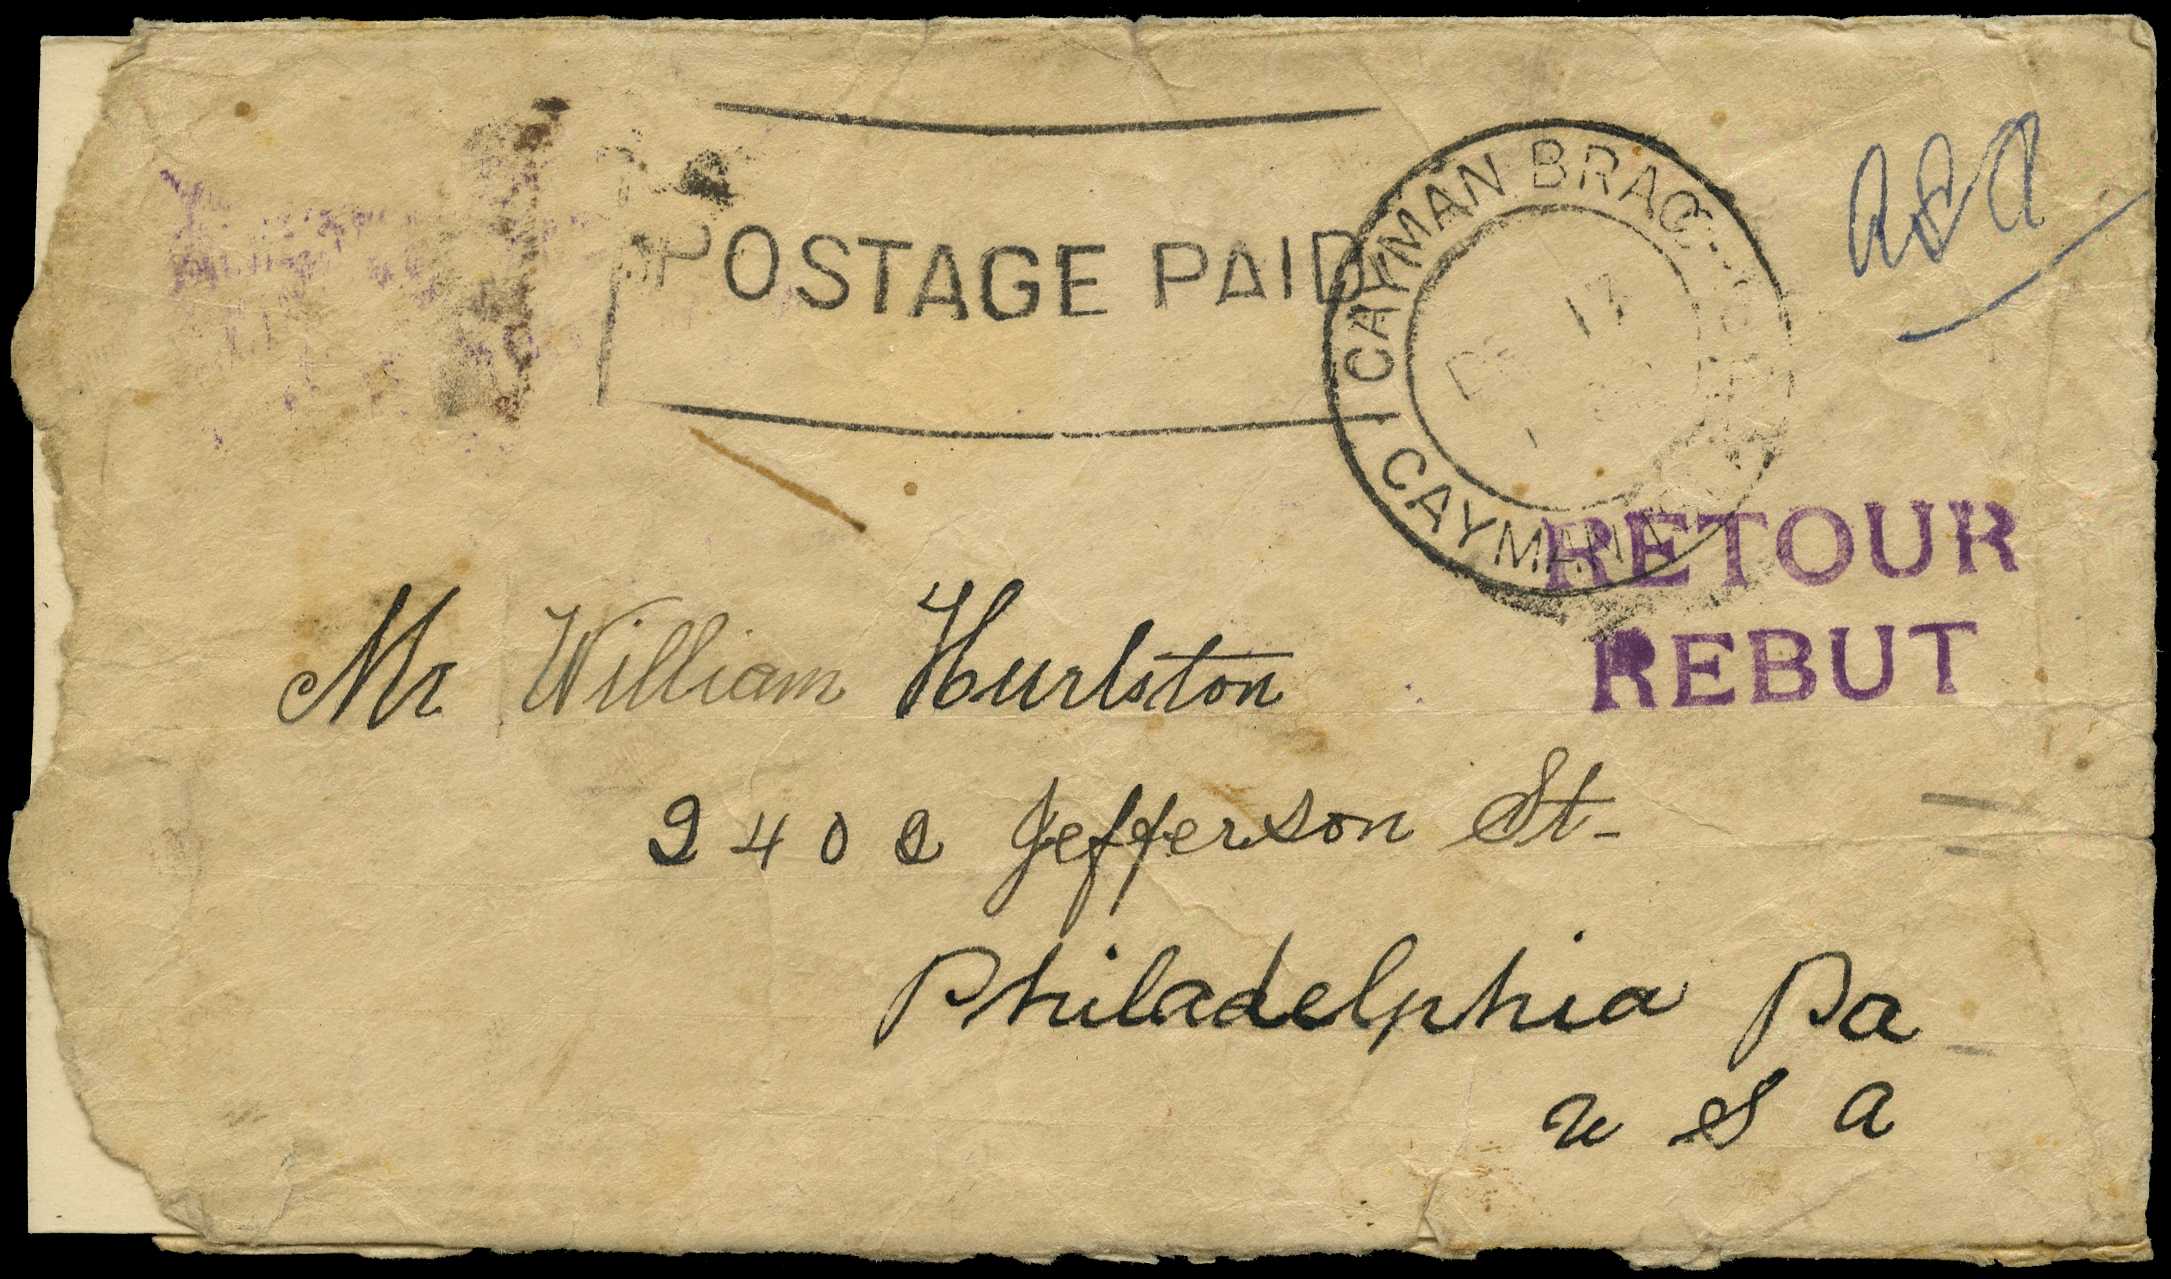 POSTAGE PAID
CAYMAN BRAC
CAYMAN
DE 17
RETOUR
REBUT
Mr William Hurlston
2402 Jefferson St-
Philadelphia Pa
U S A